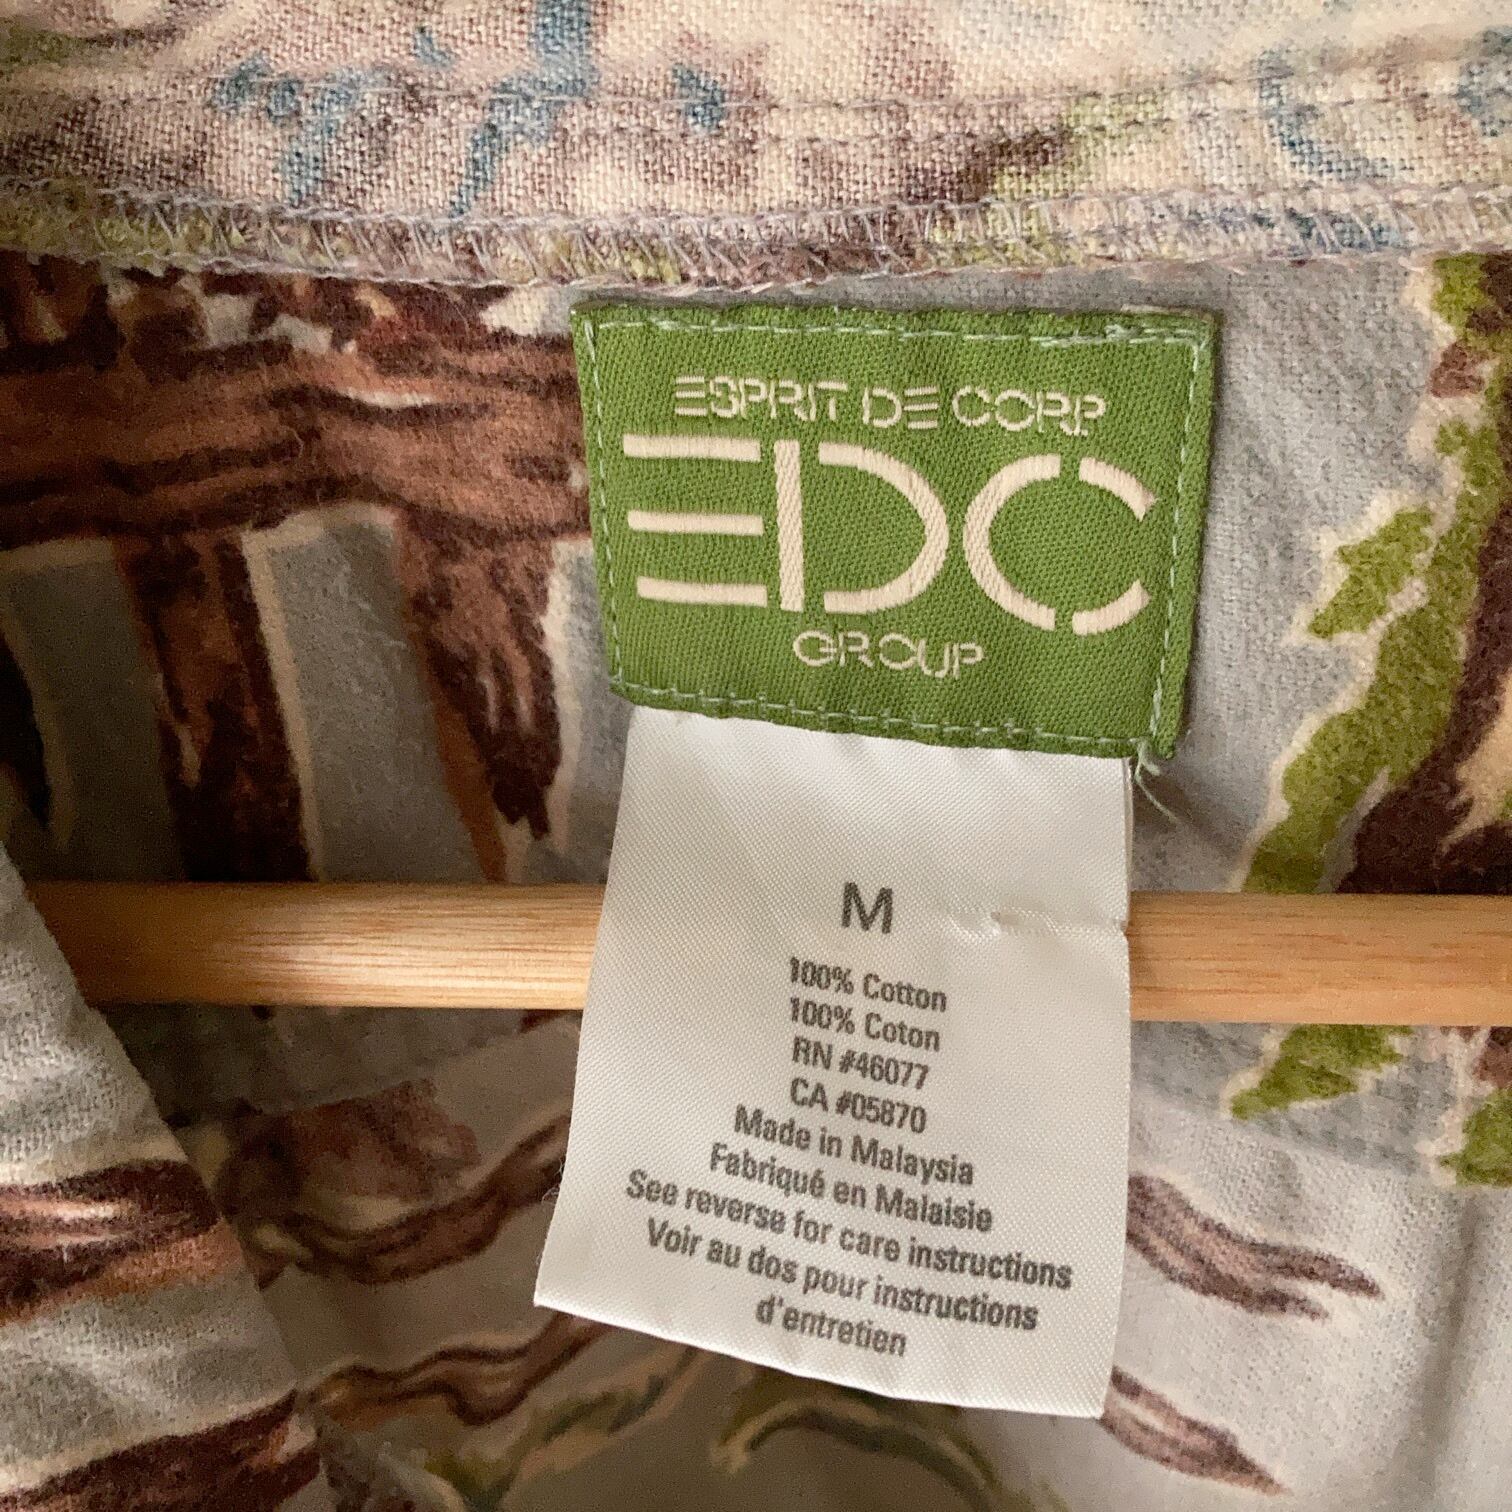 ESPRIT DE CORP
EDC
GROUP
M
100% Cotton
100% Coton
RN #46077
CA #05870
Made in Malaysia
Fabriqué en Malaisie
See reverse for care instructions
Voir au dos pour instructions
d'entretien